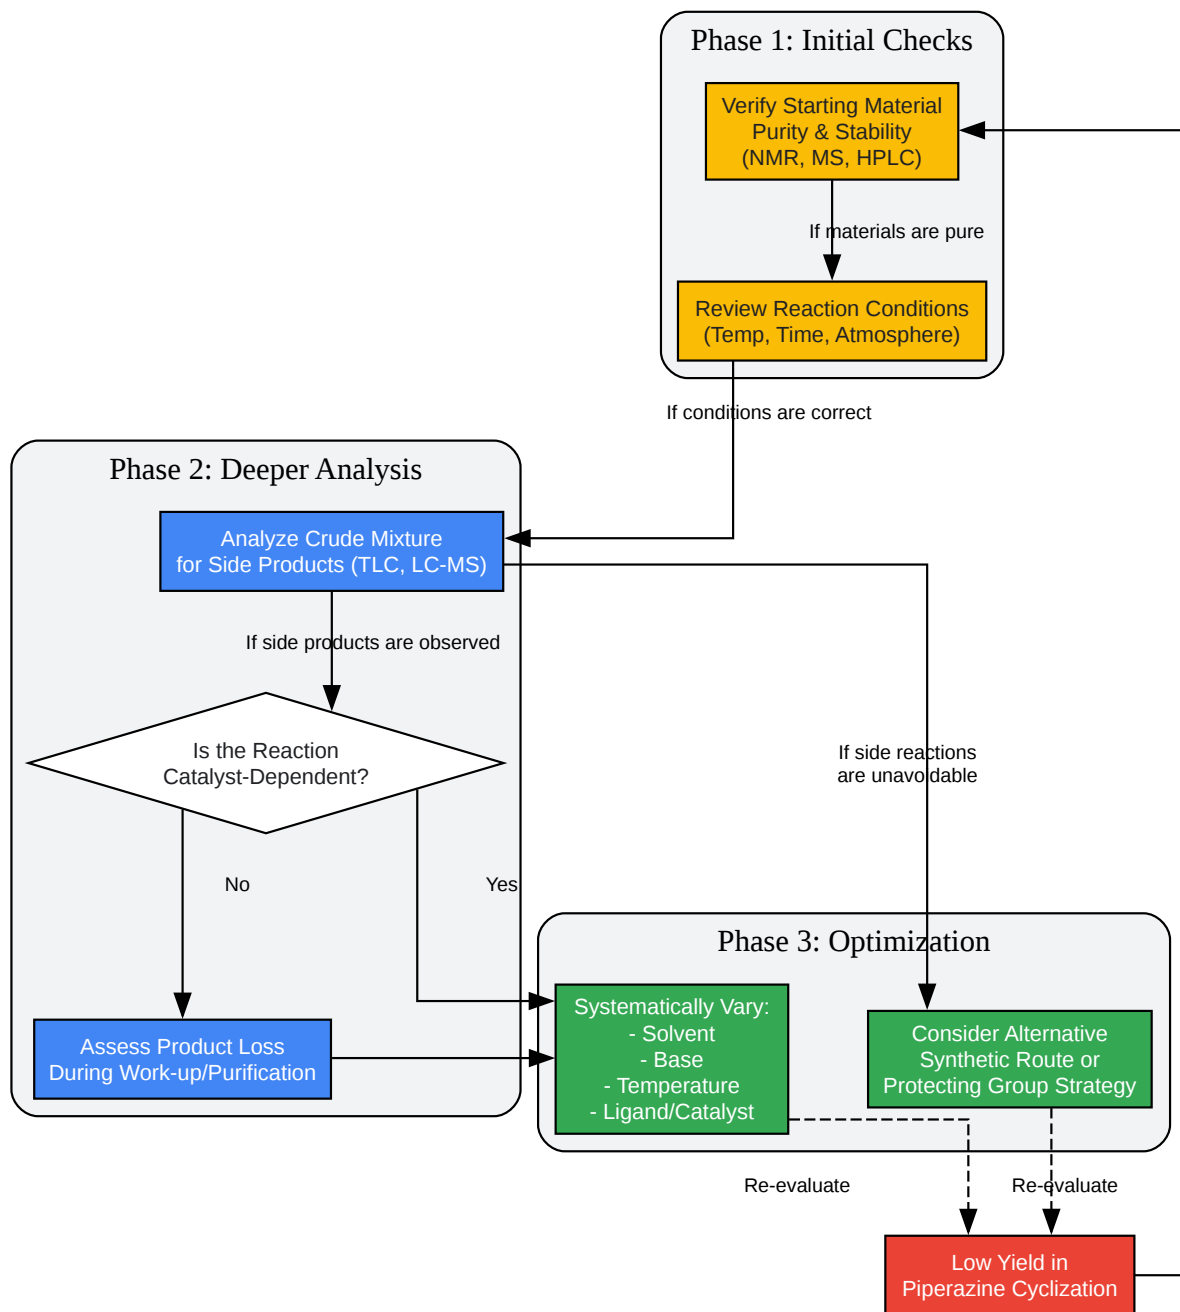 Phase 1: Initial Checks
Verify Starting Material
Purity & Stability
(NMR, MS, HPLC)
If materials are pure
Review Reaction Conditions
(Temp, Time, Atmosphere)
If conditions are correct
Phase 2: Deeper Analysis
Analyze Crude Mixture
for Side Products (TLC, LC-MS)
If side products are observed
Is the Reaction
Catalyst-Dependent?
If side reactions
are unavoidable
No
Yes
Assess Product Loss
During Work-up/Purification
Phase 3: Optimization
Systematically Vary:
- Solvent
- Base
- Temperature
- Ligand/Catalyst
Consider Alternative
Synthetic Route or
Protecting Group Strategy
Re-evaluate
Re-evaluate
Low Yield in
Piperazine Cyclization